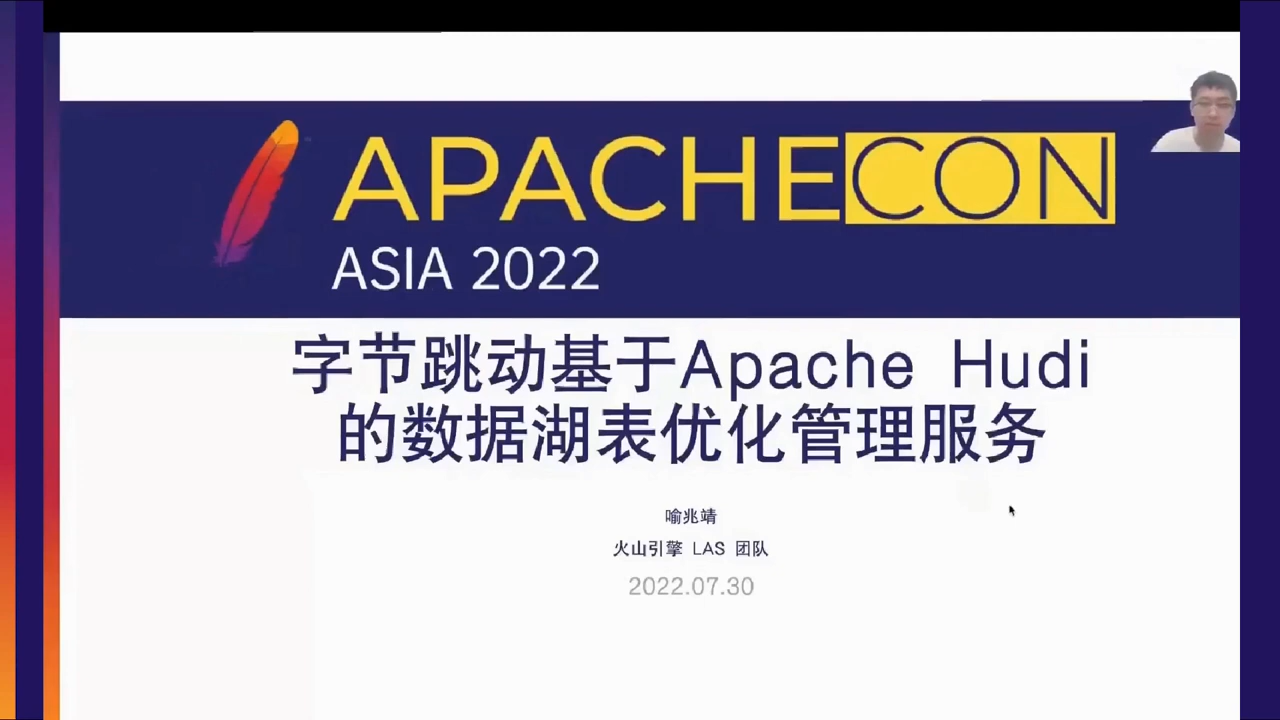 APACHECON
ASIA 2022
字节跳动基于Apache Hudi
的数据湖表优化管理服务
喻兆靖
火山引擎 LAS 团队
2022.07.30